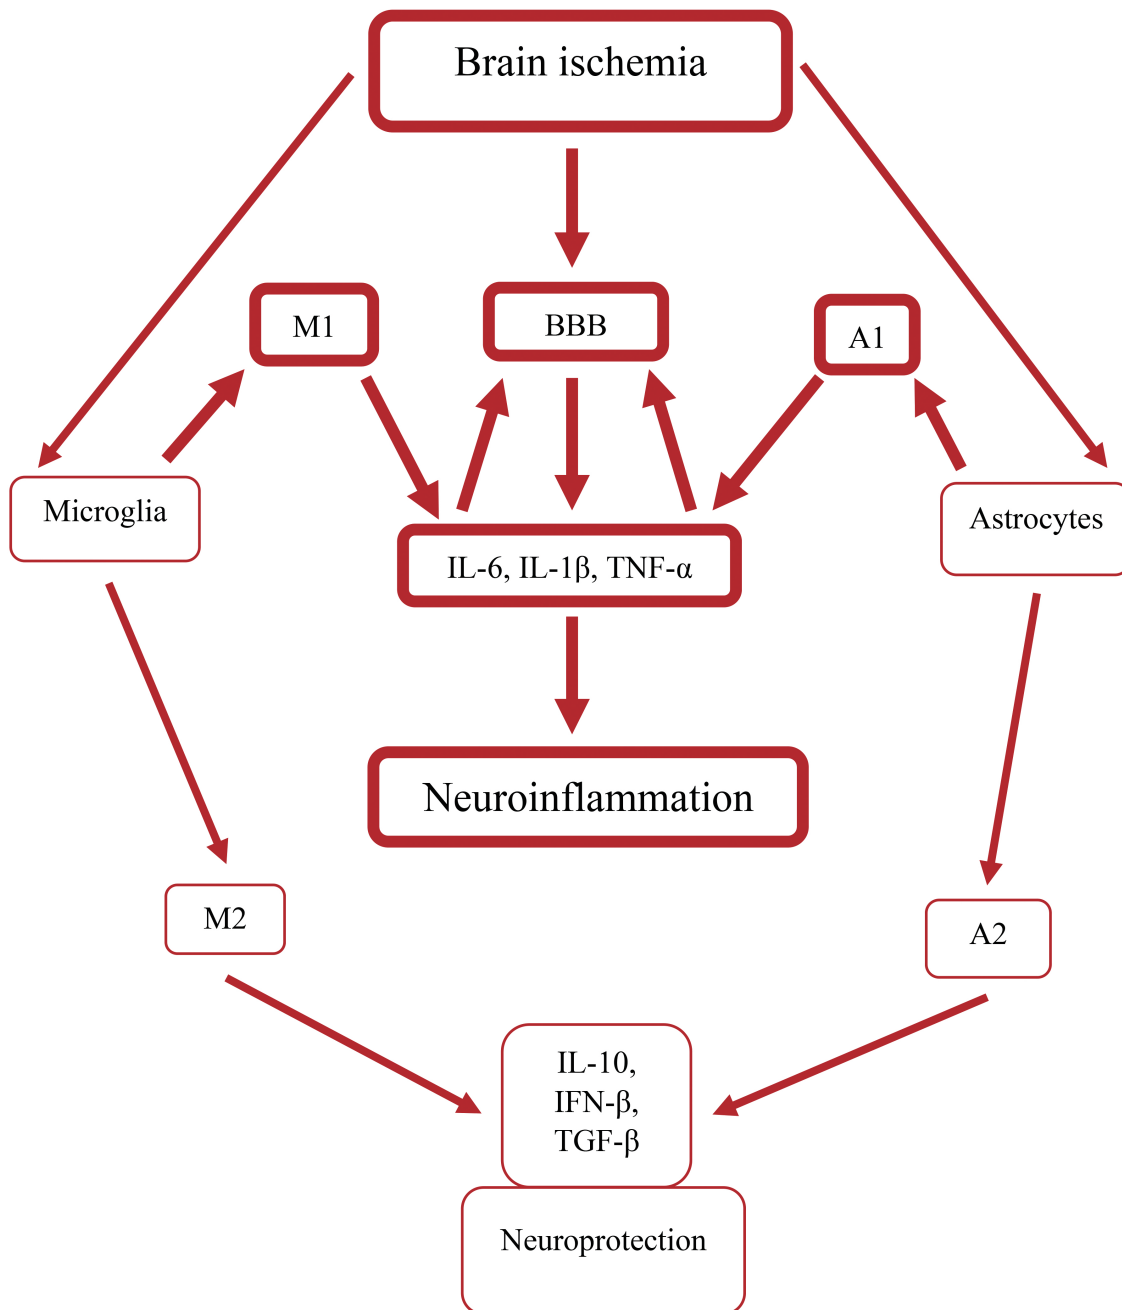 Brain ischemia
M1
BBB
A1
Microglia
IL-6, IL-1β, TNF-α
Astrocytes
Neuroinflammation
M2
A2
IL-10,
IFN-β,
TGF-β
Neuroprotection